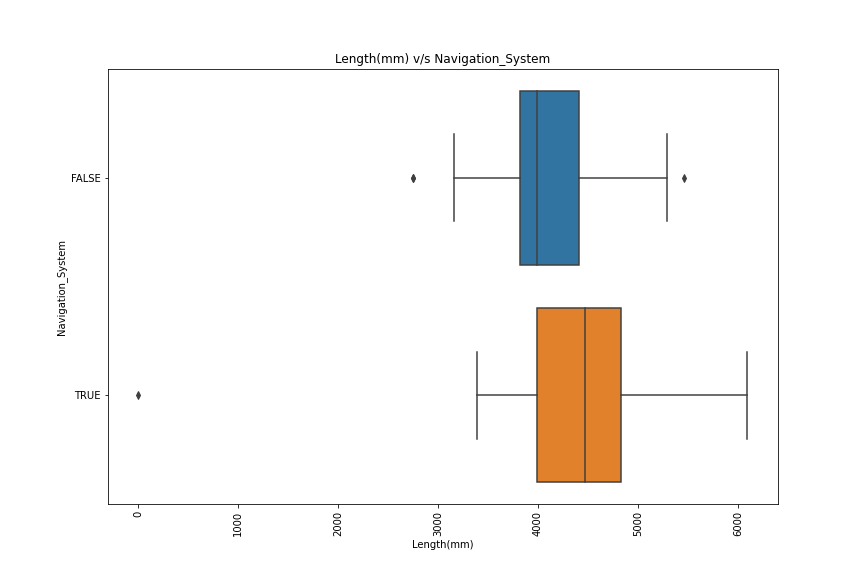 Length(mm) v/s Navigation_System
Navigation_System
FALSE
TRUE
0
1000
2000
3000
4000
5000
6000
Length(mm)